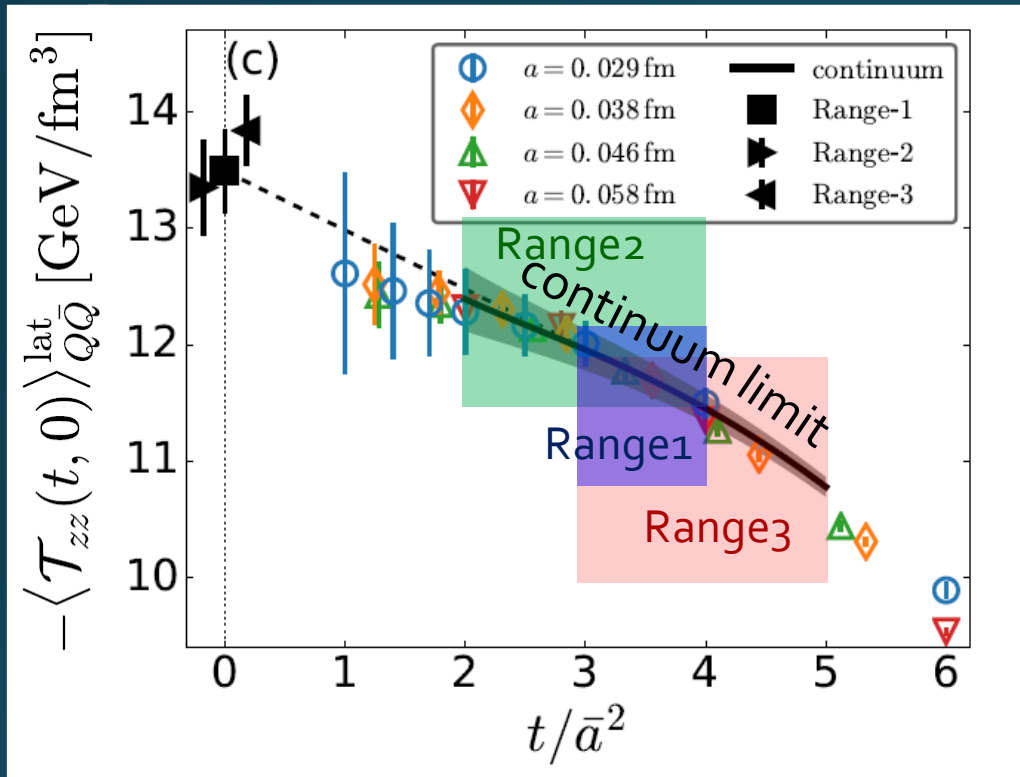 −⟨𝒯zz(t, 0)⟩ᵗˡᵃᵗQQ̄ [GeV/fm³]
(c)
a = 0.029 fm
a = 0.038 fm
a = 0.046 fm
a = 0.058 fm
continuum
Range-1
Range-2
Range-3
14
13
12
11
10
Range2
continuum limit
Range1
Range3
0 1 2 3 4 5 6
t/ā²